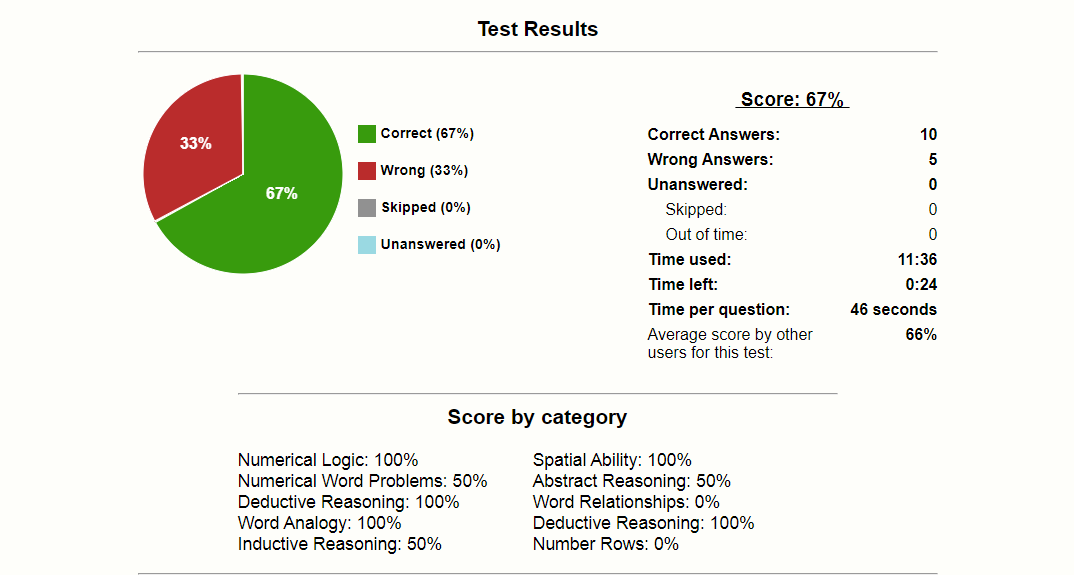 Test Results
33%
67%
Correct (67%)
Wrong (33%)
Skipped (0%)
Unanswered (0%)
Score: 67%
Correct Answers: 10
Wrong Answers: 5
Unanswered: 0
Skipped: 0
Out of time: 0
Time used: 11:36
Time left: 0:24
Time per question: 46 seconds
Average score by other 66%
users for this test:
Score by category
Numerical Logic: 100%
Numerical Word Problems: 50%
Deductive Reasoning: 100%
Word Analogy: 100%
Inductive Reasoning: 50%
Spatial Ability: 100%
Abstract Reasoning: 50%
Word Relationships: 0%
Deductive Reasoning: 100%
Number Rows: 0%